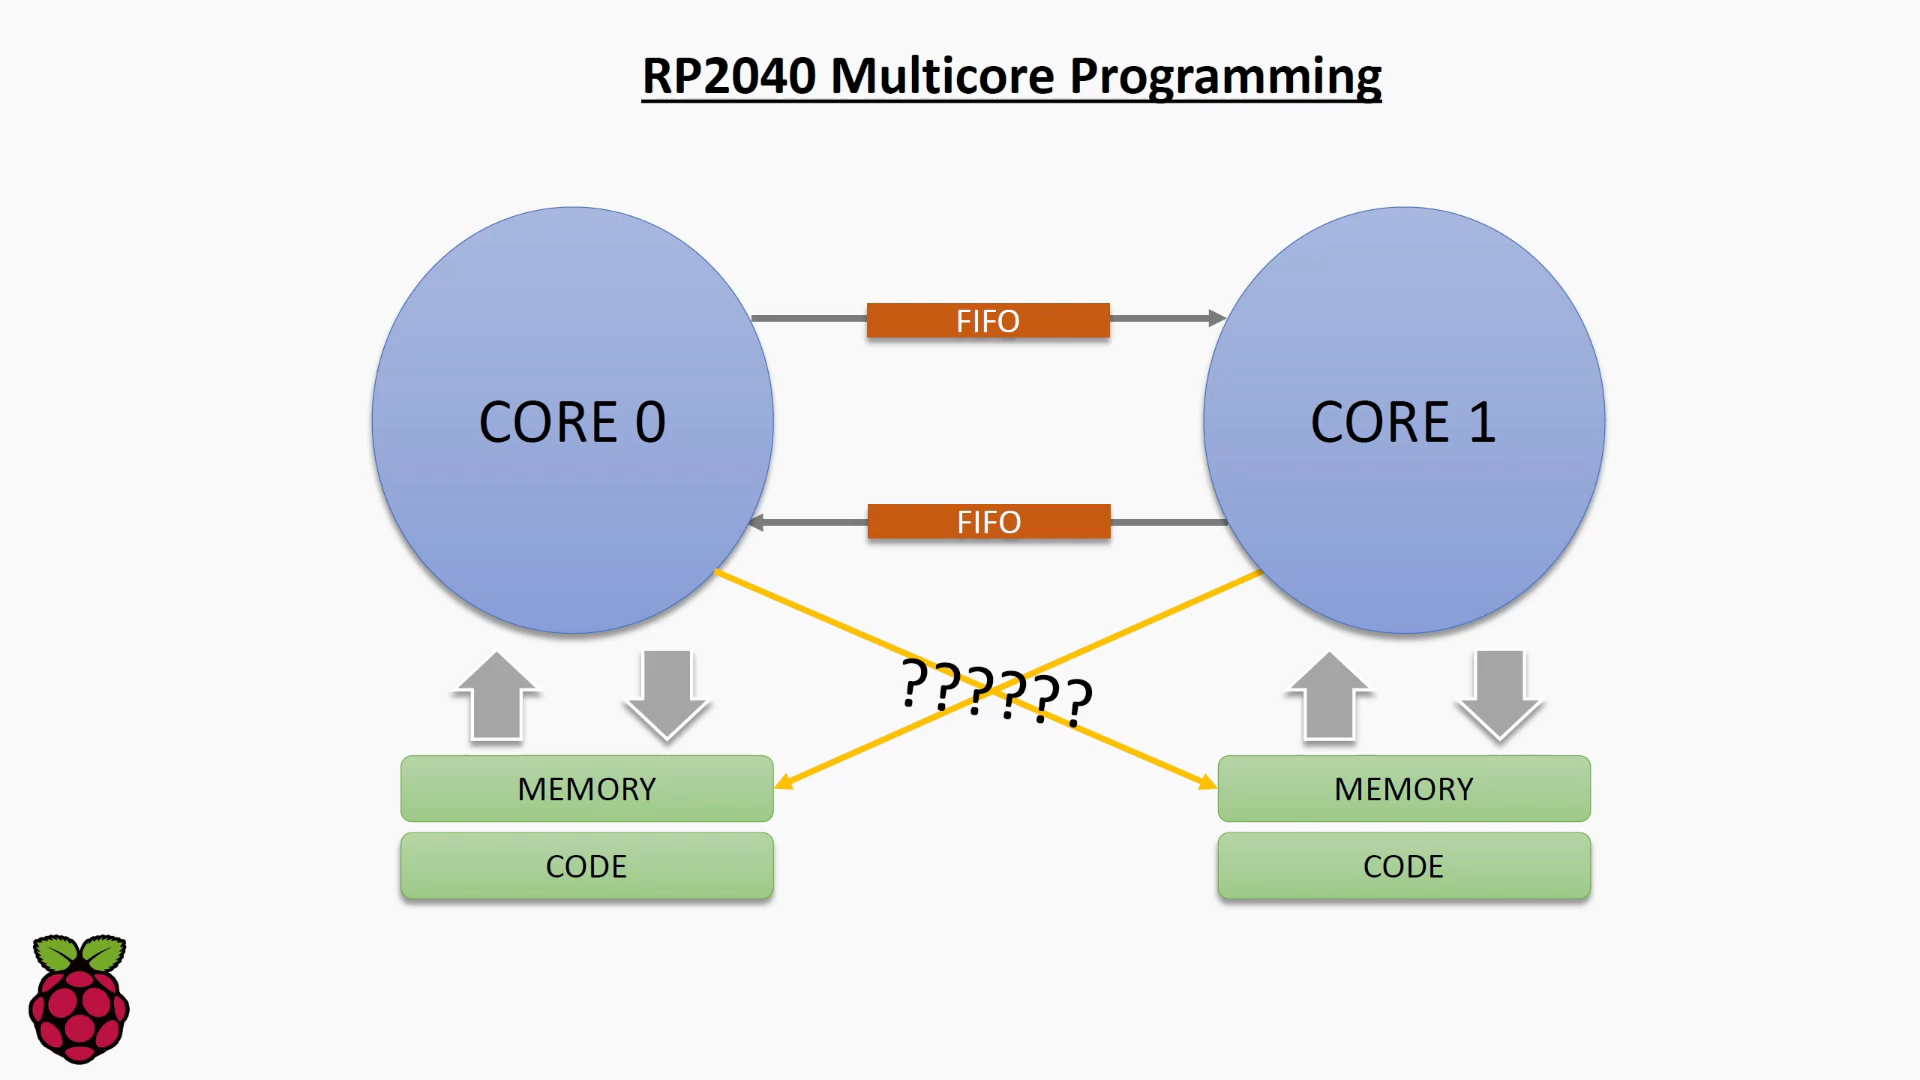 RP2040 Multicore Programming
FIFO
CORE 0
CORE 1
FIFO
??????
MEMORY
MEMORY
CODE
CODE